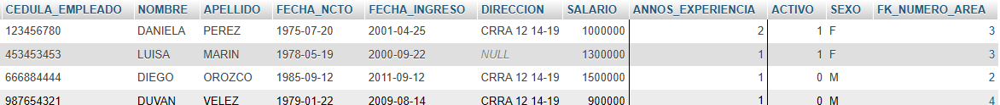 CEDULA_EMPLEADO NOMBRE APELLIDO FECHA_NCTO FECHA_INGRESO DIRECCION SALARIO ANNOS_EXPERIENCIA ACTIVO SEXO FK_NUMERO_AREA
123456780 DANIELA PEREZ 1975-07-20 2001-04-25 CRRA 12 14-19 1000000 2 1 F 3
453453453 LUISA MARIN 1978-05-19 2000-09-22 NULL 1300000 1 1 F 3
666884444 DIEGO OROZCO 1985-09-12 2011-09-12 CRRA 12 14-19 1500000 1 0 M 2
987654321 DUVAN VELEZ 1979-01-22 2009-08-14 CRRA 12 14-19 900000 1 0 M 4